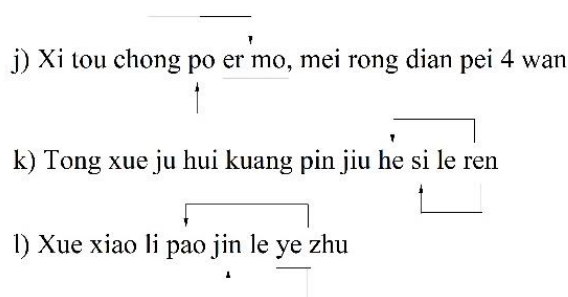 j) Xi tou chong po er mo, mei rong dian pei 4 wan
k) Tong xue ju hui kuang pin jiu he si le ren
l) Xue xiao li pao jin le ye zhu